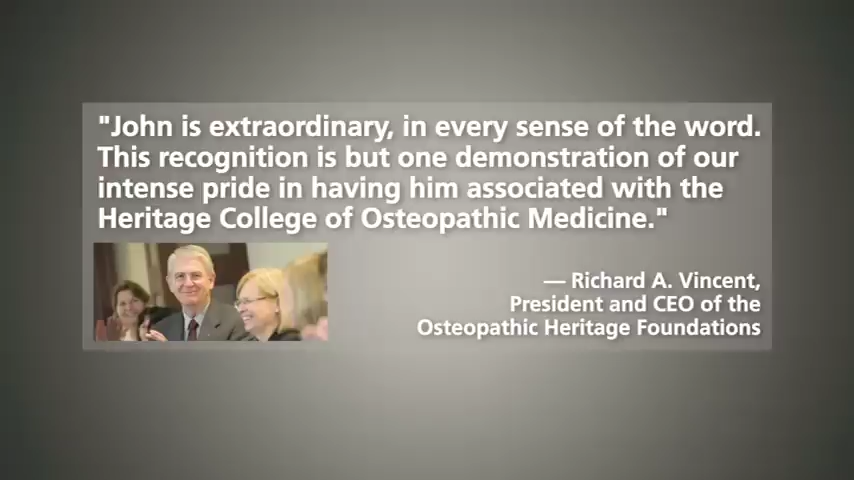 "John is extraordinary, in every sense of the word.
This recognition is but one demonstration of our
intense pride in having him associated with the
Heritage College of Osteopathic Medicine."
— Richard A. Vincent,
President and CEO of the
Osteopathic Heritage Foundations